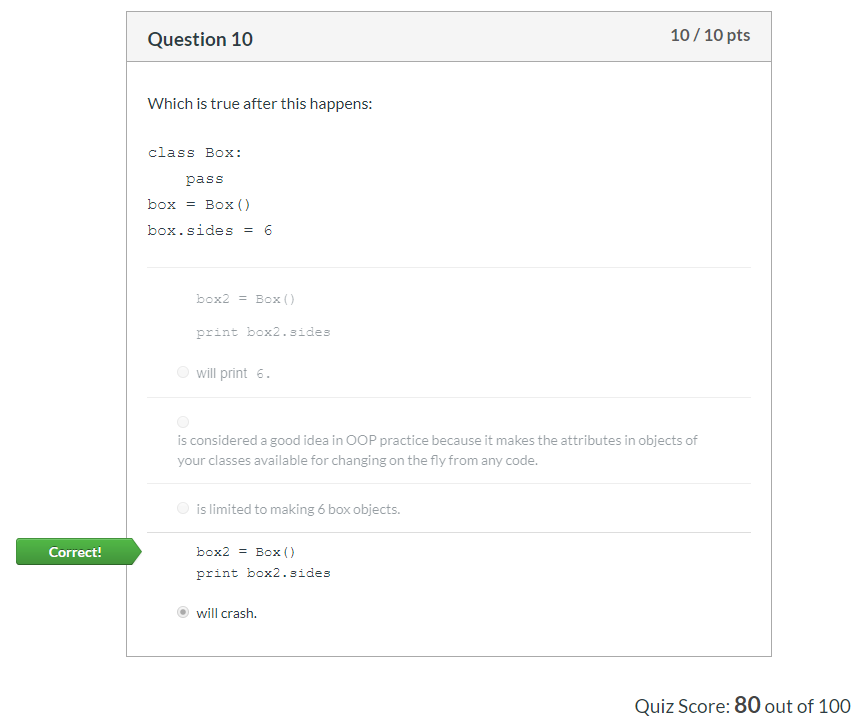 Question 10
10 / 10 pts
Which is true after this happens:
class Box:
    pass
box = Box()
box.sides = 6
box2 = Box()
print box2.sides
will print 6.
is considered a good idea in OOP practice because it makes the attributes in objects of
your classes available for changing on the fly from any code.
is limited to making 6 box objects.
Correct!
box2 = Box()
print box2.sides
will crash.
Quiz Score: 80 out of 100